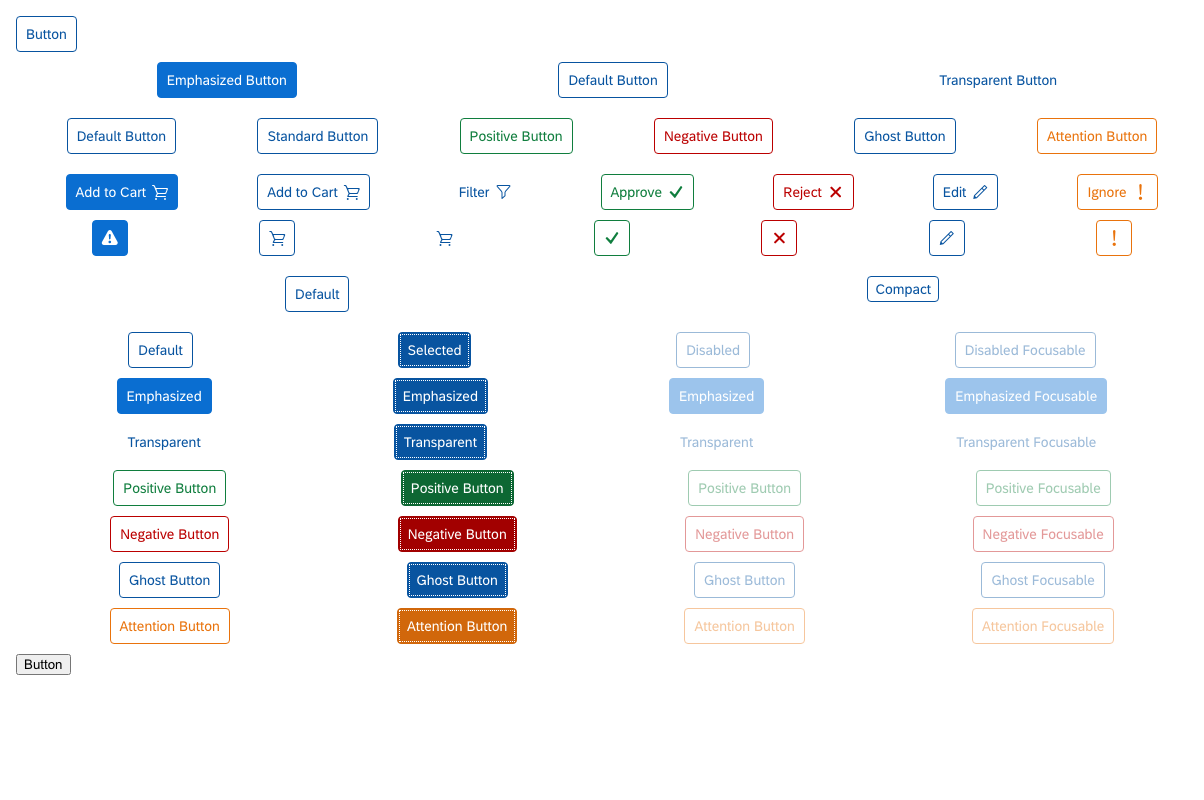 Button
Emphasized Button Default Button Transparent Button
Default Button Standard Button Positive Button Negative Button Ghost Button Attention Button
Add to Cart Add to Cart Filter Approve Reject Edit Ignore
Default Compact
Default Selected Disabled Disabled Focusable
Emphasized Emphasized Emphasized Emphasized Focusable
Transparent Transparent Transparent Transparent Focusable
Positive Button Positive Button Positive Button Positive Focusable
Negative Button Negative Button Negative Button Negative Focusable
Ghost Button Ghost Button Ghost Button Ghost Focusable
Attention Button Attention Button Attention Button Attention Focusable
Button